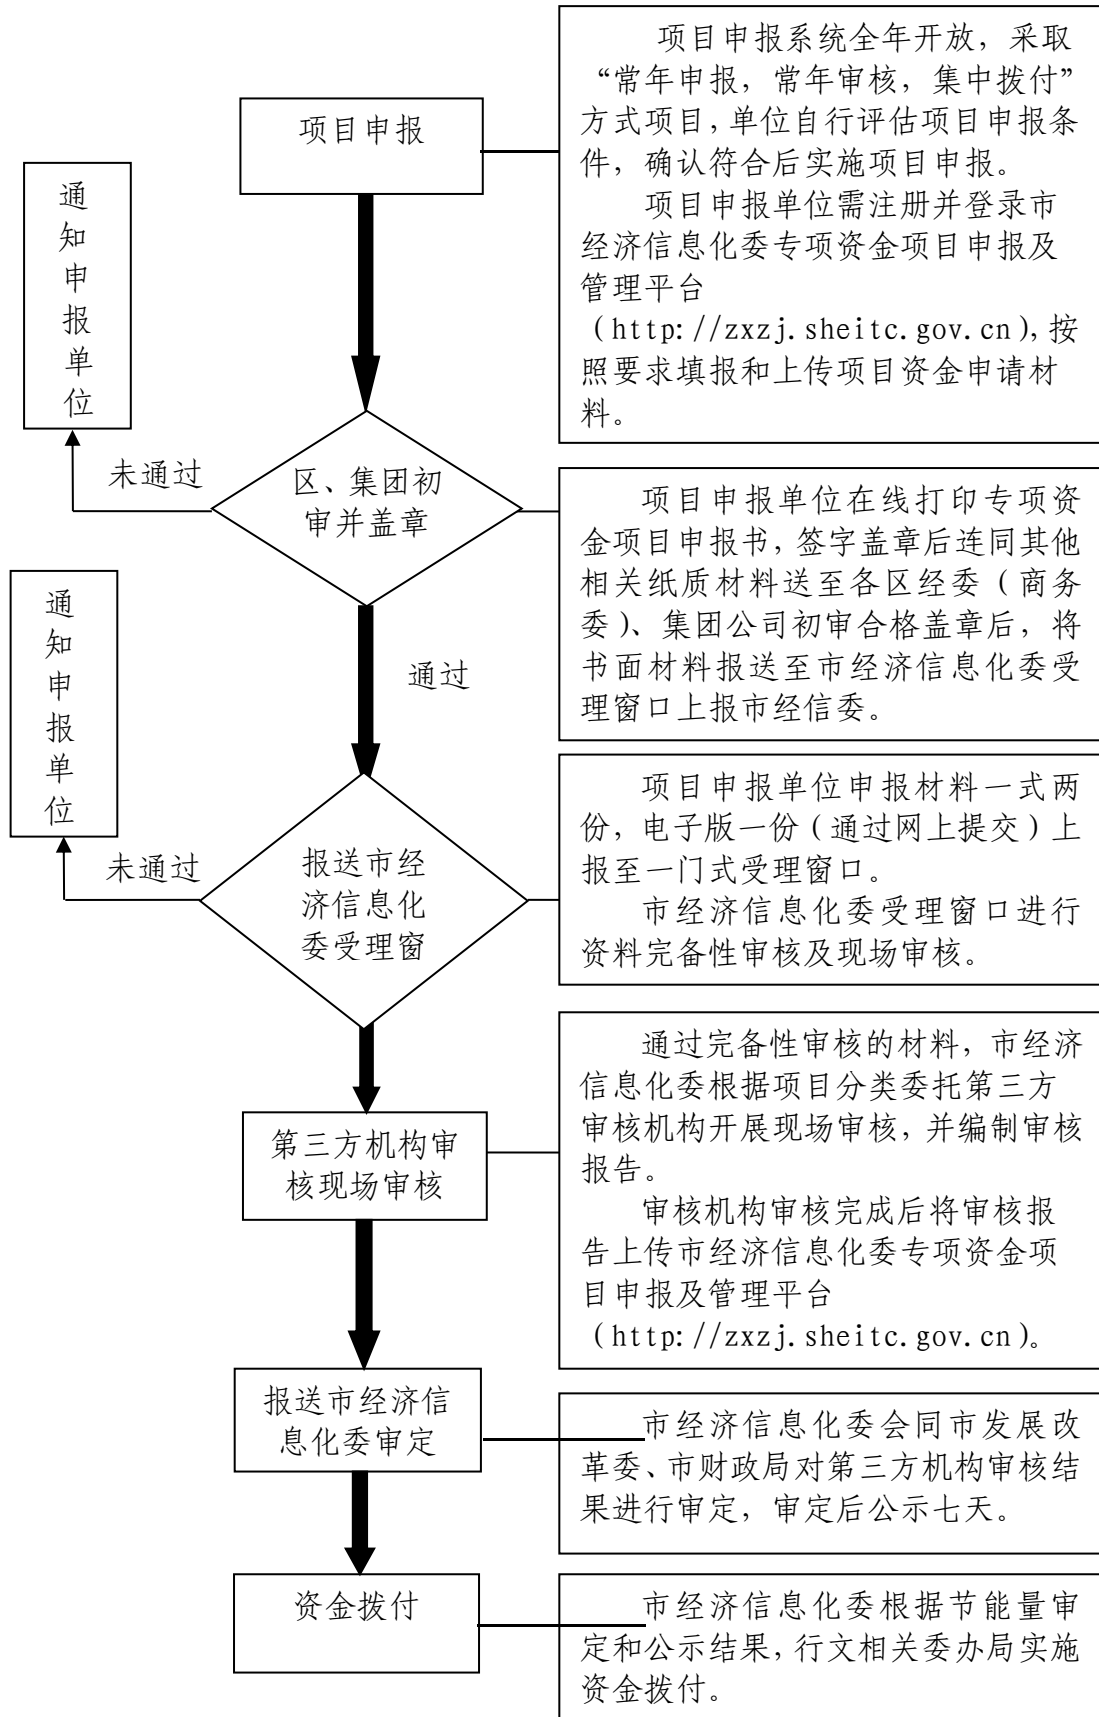 项目申报
项目申报系统全年开放，采取
“常年申报，常年审核，集中拨付”
方式项目，单位自行评估项目申报条
件，确认符合后实施项目申报。
项目申报单位需注册并登录市
经济信息化委专项资金项目申报及
管理平台
（http://zxzj.sheitc.gov.cn），按
照要求填报和上传项目资金申请材
料。
通
知
申
报
单
位
未通过
区、集团初
审并盖章
项目申报单位在线打印专项资
金项目申报书，签字盖章后连同其他
相关纸质材料送至各区经委（商务
委）、集团公司初审合格盖章后，将
书面材料报送至市经济信息化委受
理窗口上报市经信委。
通过
通
知
申
报
单
位
未通过
报送市经
济信息化
委受理窗
项目申报单位申报材料一式两
份，电子版一份（通过网上提交）上
报至一门式受理窗口。
市经济信息化委受理窗口进行
资料完备性审核及现场审核。
第三方机构审
核现场审核
通过完备性审核的材料，市经济
信息化委根据项目分类委托第三方
审核机构开展现场审核，并编制审核
报告。
审核机构审核完成后将审核报
告上传市经济信息化委专项资金项
目申报及管理平台
（http://zxzj.sheitc.gov.cn）。
报送市经济信
息化委审定
市经济信息化委会同市发展改
革委、市财政局对第三方机构审核结
果进行审定，审定后公示七天。
资金拨付
市经济信息化委根据节能量审
定和公示结果，行文相关委办局实施
资金拨付。